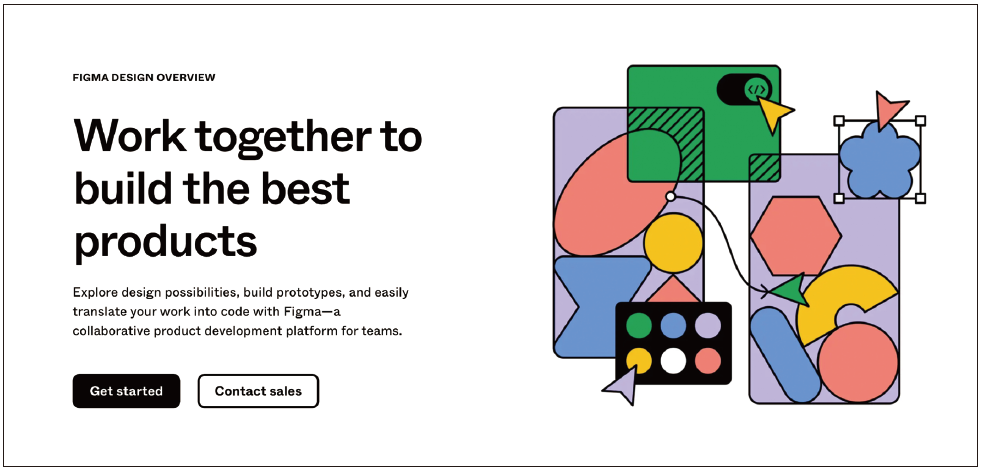 FIGMA DESIGN OVERVIEW
Work together to
build the best
products
Explore design possibilities, build prototypes, and easily
translate your work into code with Figma—a
collaborative product development platform for teams.
Get started
Contact sales
</>